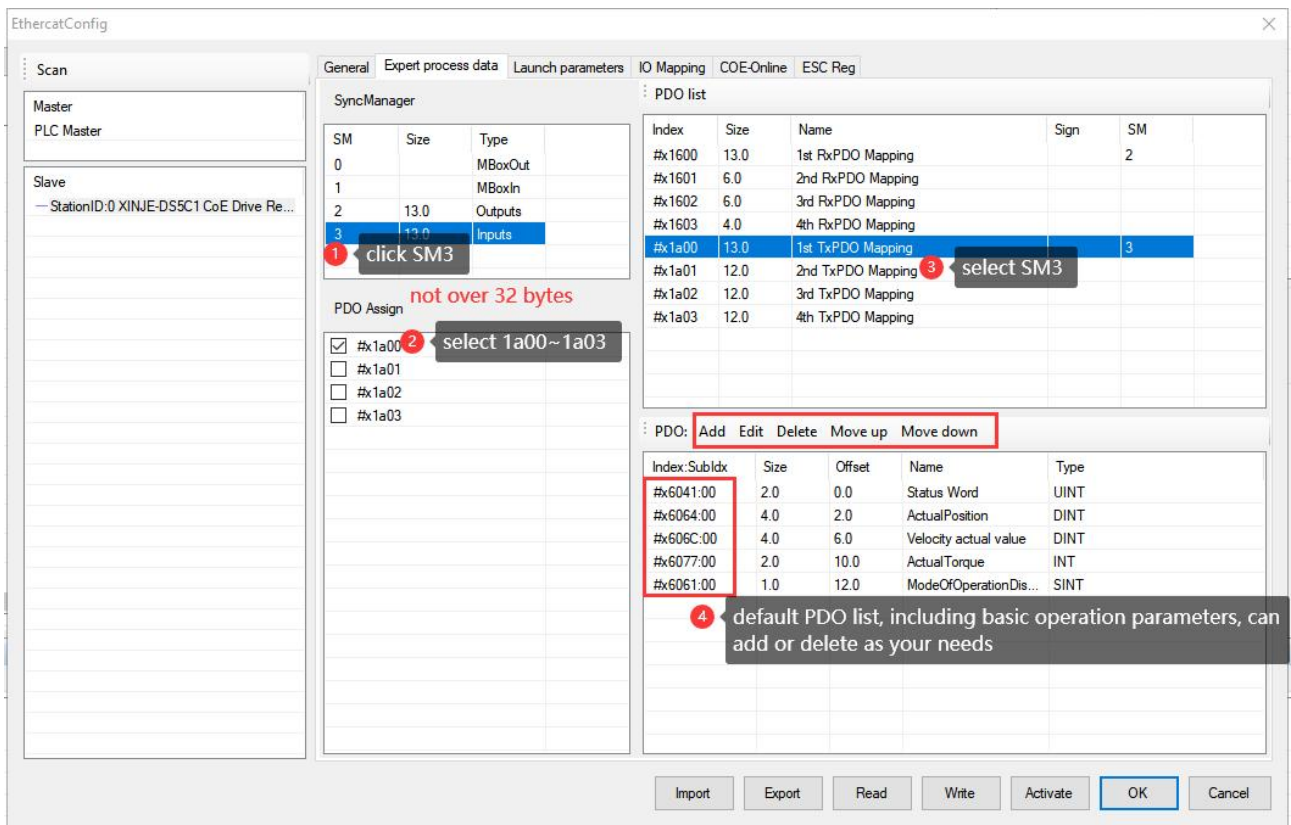 EthercatConfig
Scan
Master
PLC Master
Slave
StationID:0 XINJE-DS5C1 CoE Drive Re...
General Expert process data Launch parameters IO Mapping COE-Online ESC Reg
SyncManager
SM Size Type
0 MBoxOut
1 MBoxIn
2 13.0 Outputs
3 13.0 Inputs
1 click SM3
not over 32 bytes
PDO Assign
#x1a00 2 select 1a00~1a03
#x1a01
#x1a02
#x1a03
PDO list
Index Size Name Sign SM
#x1600 13.0 1st RxPDO Mapping 2
#x1601 6.0 2nd RxPDO Mapping
#x1602 6.0 3rd RxPDO Mapping
#x1603 4.0 4th RxPDO Mapping
#x1a00 13.0 1st TxPDO Mapping 3
#x1a01 12.0 2nd TxPDO Mapping 3 select SM3
#x1a02 12.0 3rd TxPDO Mapping
#x1a03 12.0 4th TxPDO Mapping
PDO: Add Edit Delete Move up Move down
Index:SubIdx Size Offset Name Type
#x6041:00 2.0 0.0 Status Word UINT
#x6064:00 4.0 2.0 ActualPosition DINT
#x606C:00 4.0 6.0 Velocity actual value DINT
#x6077:00 2.0 10.0 ActualTorque INT
#x6061:00 1.0 12.0 ModeOfOperationDis... SINT
4 default PDO list, including basic operation parameters, can
add or delete as your needs
Import Export Read Write Activate OK Cancel